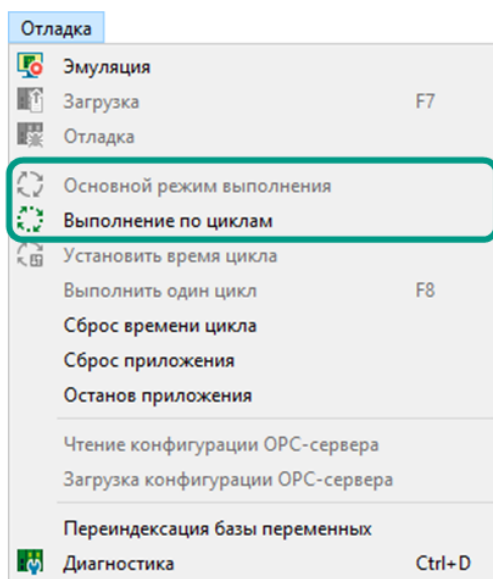 Отладка
Эмуляция
Загрузка F7
Отладка
Основной режим выполнения
Выполнение по циклам
Установить время цикла
Выполнить один цикл F8
Сброс времени цикла
Сброс приложения
Останов приложения
Чтение конфигурации OPC-сервера
Загрузка конфигурации OPC-сервера
Переиндексация базы переменных
Диагностика Ctrl+D